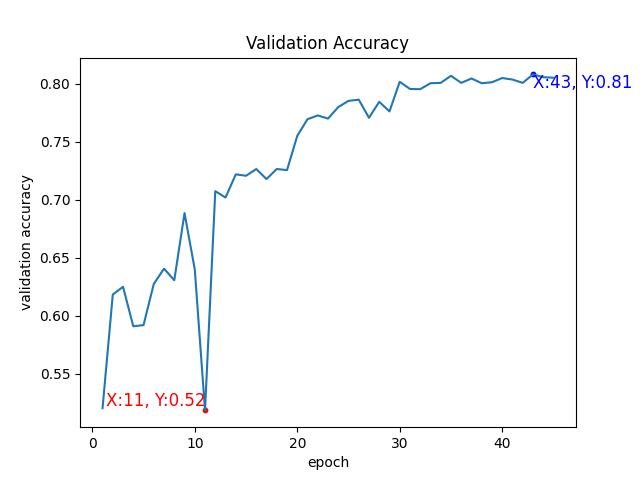 Validation Accuracy
validation accuracy
0.80
0.75
0.70
0.65
0.60
0.55
X:43, Y:0.81
X:11, Y:0.52
0
10
20
30
40
epoch